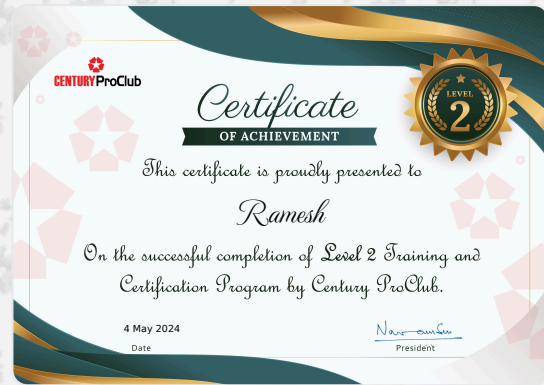 CENTURY ProClub
LEVEL
2
Certificate
OF ACHIEVEMENT
This certificate is proudly presented to
Ramesh
On the successful completion of Level 2 Training and
Certification Program by Century ProClub.
4 May 2024
Date
President